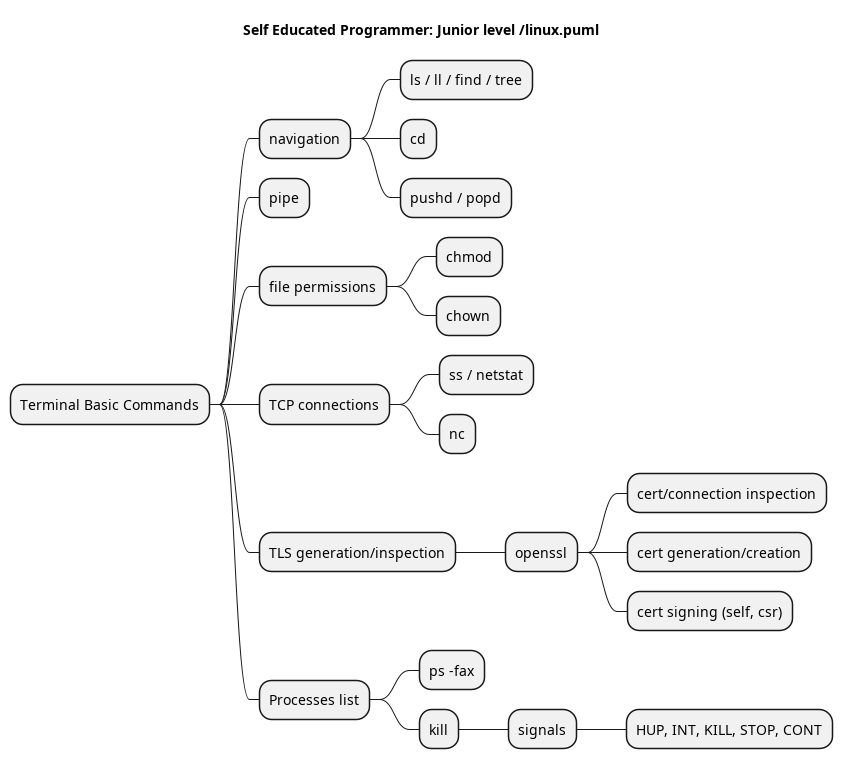 Self Educated Programmer: Junior level /linux.puml
Terminal Basic Commands
navigation
ls / ll / find / tree
cd
pushd / popd
pipe
file permissions
chmod
chown
TCP connections
ss / netstat
nc
TLS generation/inspection
openssl
cert/connection inspection
cert generation/creation
cert signing (self, csr)
Processes list
ps -fax
kill
signals
HUP, INT, KILL, STOP, CONT